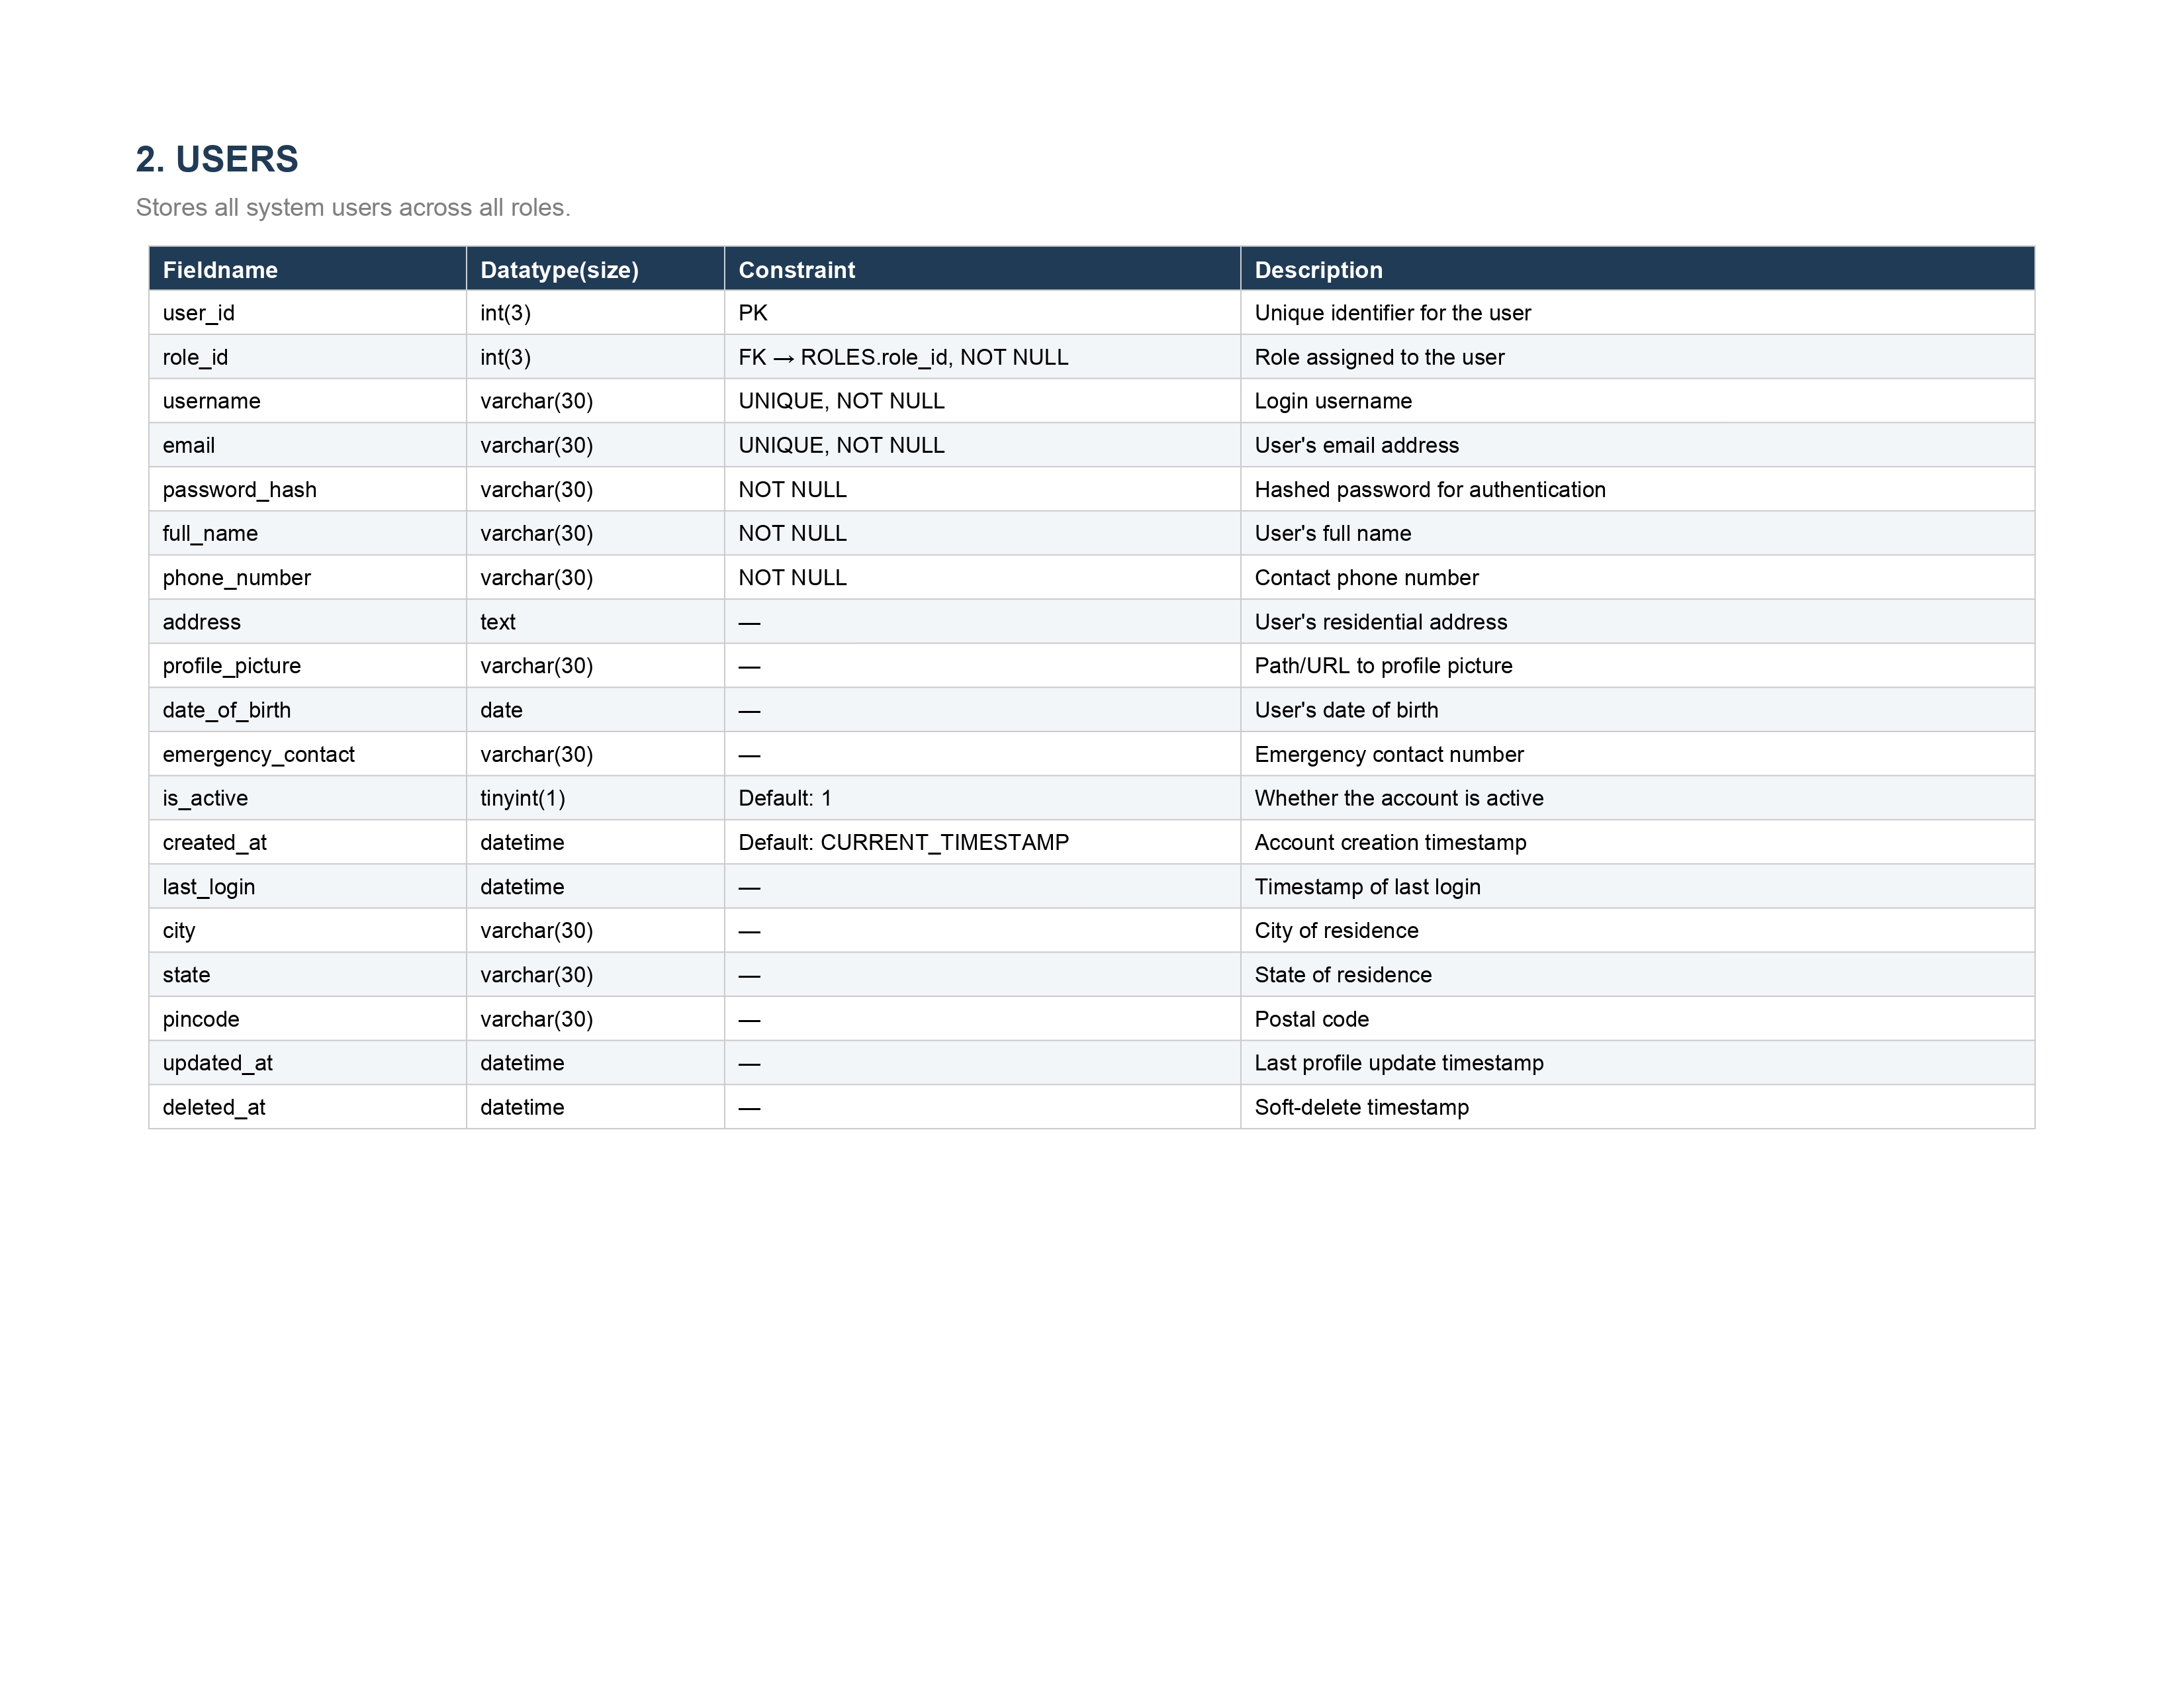 2. USERS
Stores all system users across all roles.
Fieldname Datatype(size) Constraint Description
user_id int(3) PK Unique identifier for the user
role_id int(3) FK → ROLES.role_id, NOT NULL Role assigned to the user
username varchar(30) UNIQUE, NOT NULL Login username
email varchar(30) UNIQUE, NOT NULL User's email address
password_hash varchar(30) NOT NULL Hashed password for authentication
full_name varchar(30) NOT NULL User's full name
phone_number varchar(30) NOT NULL Contact phone number
address text — User's residential address
profile_picture varchar(30) — Path/URL to profile picture
date_of_birth date — User's date of birth
emergency_contact varchar(30) — Emergency contact number
is_active tinyint(1) Default: 1 Whether the account is active
created_at datetime Default: CURRENT_TIMESTAMP Account creation timestamp
last_login datetime — Timestamp of last login
city varchar(30) — City of residence
state varchar(30) — State of residence
pincode varchar(30) — Postal code
updated_at datetime — Last profile update timestamp
deleted_at datetime — Soft-delete timestamp